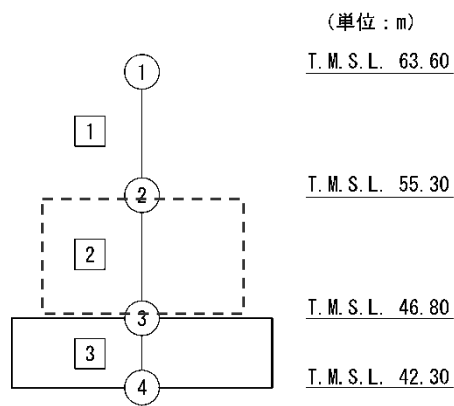 （単位：m）
① T.M.S.L. 63.60
1
② T.M.S.L. 55.30
2
③ T.M.S.L. 46.80
3
④ T.M.S.L. 42.30